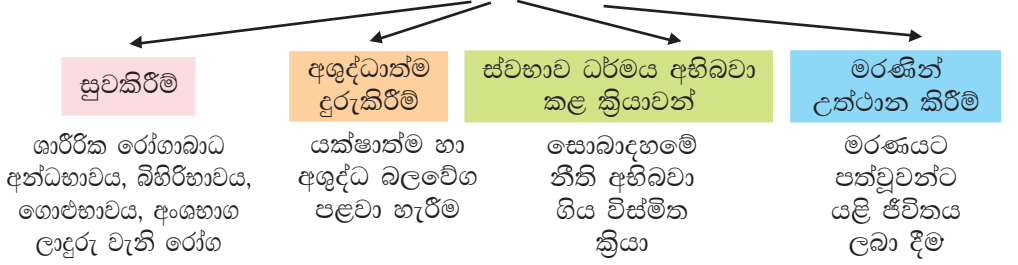 සුවකිරීම්
ශාරීරික රෝගාබාධ
අන්ධභාවය, බිහිරිභාවය,
ගොළුභාවය, අංශභාග
ලාදුරු වැනි රෝග
අශුද්ධාත්ම
දුරුකිරීම්
යක්ෂාත්ම හා
අශුද්ධ බලවේග
පළවා හැරීම
ස්වභාව ධර්මය අභිබවා
කළ ක්‍රියාවන්
සොබාදහමේ
නීති අභිබවා
ගිය විස්මිත
ක්‍රියා
මරණින්
උත්ථාන කිරීම්
මරණයට
පත්වූවන්ට
යළි ජීවිතය
ලබා දීම